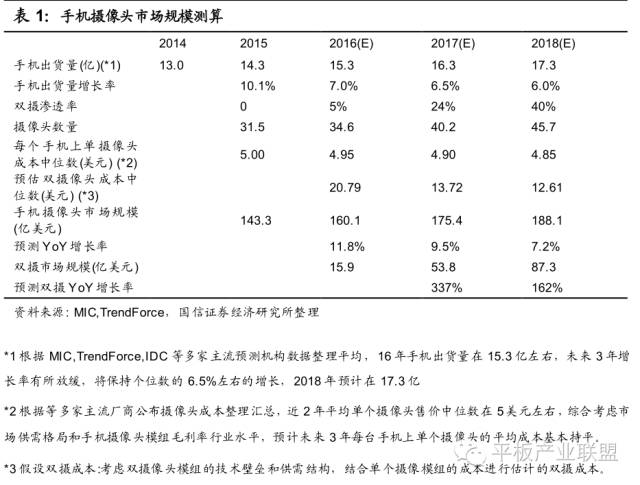 表 1：手机摄像头市场规模测算
2014 2015 2016(E) 2017(E) 2018(E)
手机出货量(亿)(*1) 13.0 14.3 15.3 16.3 17.3
手机出货量增长率 10.1% 7.0% 6.5% 6.0%
双摄渗透率 0 5% 24% 40%
摄像头数量 31.5 34.6 40.2 45.7
每个手机上单摄像头
成本中位数(美元) (*2) 5.00 4.95 4.90 4.85
预估双摄像头成本中
位数(美元) (*3) 20.79 13.72 12.61
手机摄像头市场规模
(亿美元) 143.3 160.1 175.4 188.1
预测 YoY 增长率 11.8% 9.5% 7.2%
双摄市场规模(亿美元) 15.9 53.8 87.3
预测双摄 YoY 增长率 337% 162%
资料来源：MIC,TrendForce，国信证券经济研究所整理
*1 根据 MIC,TrendForce,IDC 等多家主流预测机构数据整理平均，16 年手机出货量在 15.3 亿左右，未来 3 年增
长率有所放缓，将保持个位数的 6.5%左右的增长，2018 年预计在 17.3 亿
*2 根据等多家主流厂商公布摄像头成本整理汇总，近 2 年平均单个摄像头售价中位数在 5 美元左右，综合考虑市
场供需格局和手机摄像头模组毛利率行业水平，预计未来 3 年每台手机上单个摄像头的平均成本基本持平。
*3 假设双摄成本:考虑双摄像头模组的技术壁垒和供需结构，结合单个摄像模组的成本进行估计的双摄成本。
平板产业联盟